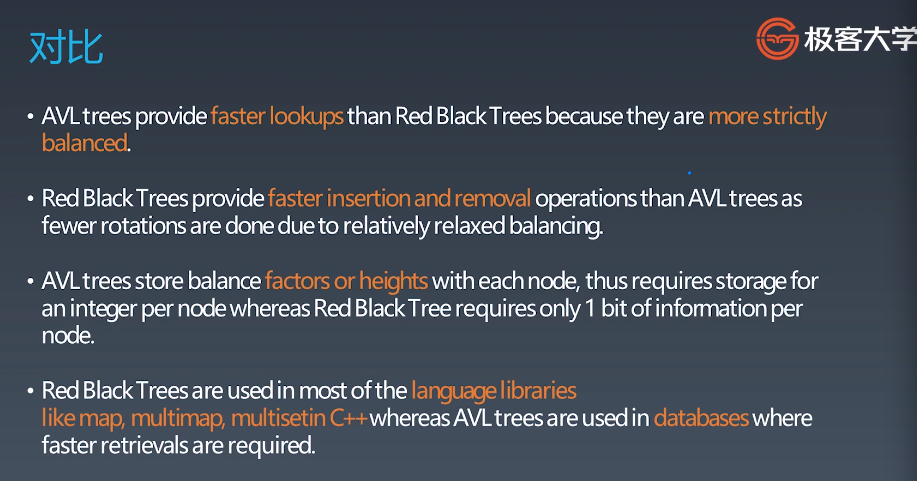 对比
极客大学
• AVL trees provide faster lookups than Red Black Trees because they are more strictly
balanced.
• Red Black Trees provide faster insertion and removal operations than AVL trees as
fewer rotations are done due to relatively relaxed balancing.
• AVL trees store balance factors or heights with each node, thus requires storage for
an integer per node whereas Red Black Tree requires only 1 bit of information per
node.
• Red Black Trees are used in most of the language libraries
like map, multimap, multisetin C++ whereas AVL trees are used in databases where
faster retrievals are required.